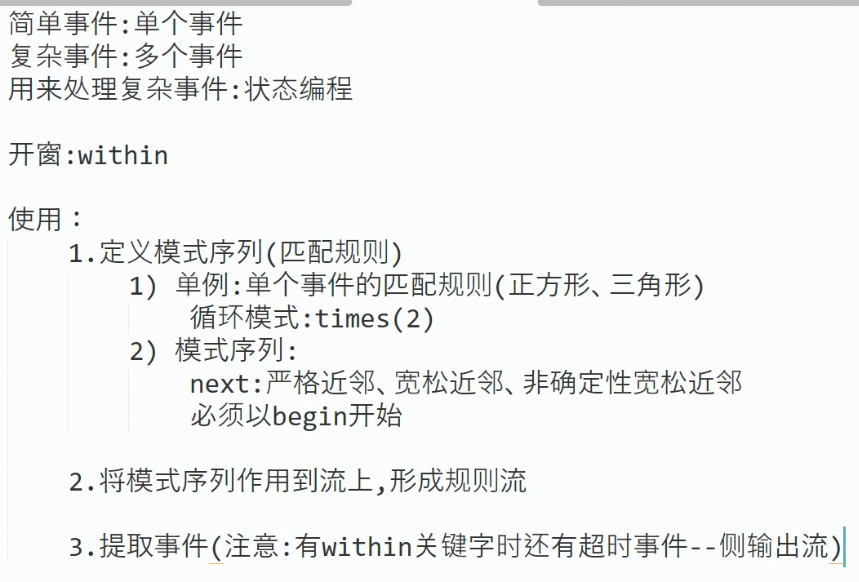 简单事件:单个事件
复杂事件:多个事件
用来处理复杂事件:状态编程
开窗:within
使用：
1.定义模式序列(匹配规则)
1) 单例:单个事件的匹配规则(正方形、三角形)
循环模式:times(2)
2) 模式序列:
next:严格近邻、宽松近邻、非确定性宽松近邻
必须以begin开始
2.将模式序列作用到流上,形成规则流
3.提取事件(注意:有within关键字时还有超时事件--侧输出流)